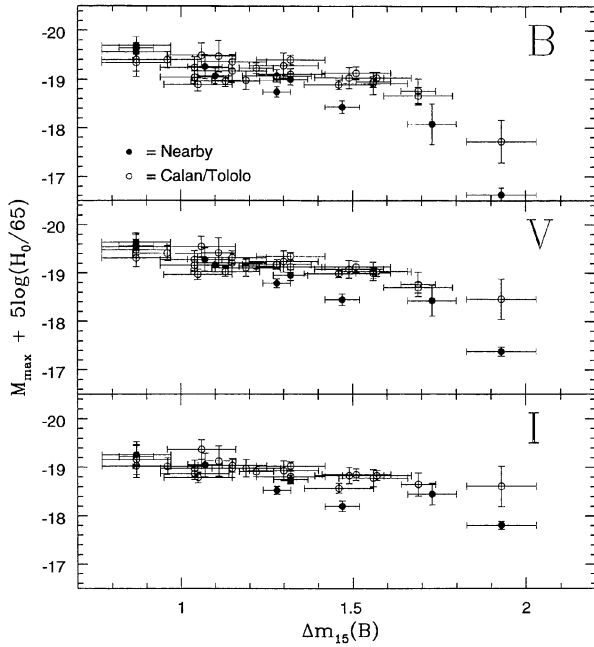 -20
B
-19
-18
● = Nearby
○ = Calan/Tololo
-17
-20
V
-19
-18
-17
-20
I
-19
-18
-17
1
1.5
2
M_max + 5log(H_0/65)
Δm_15(B)